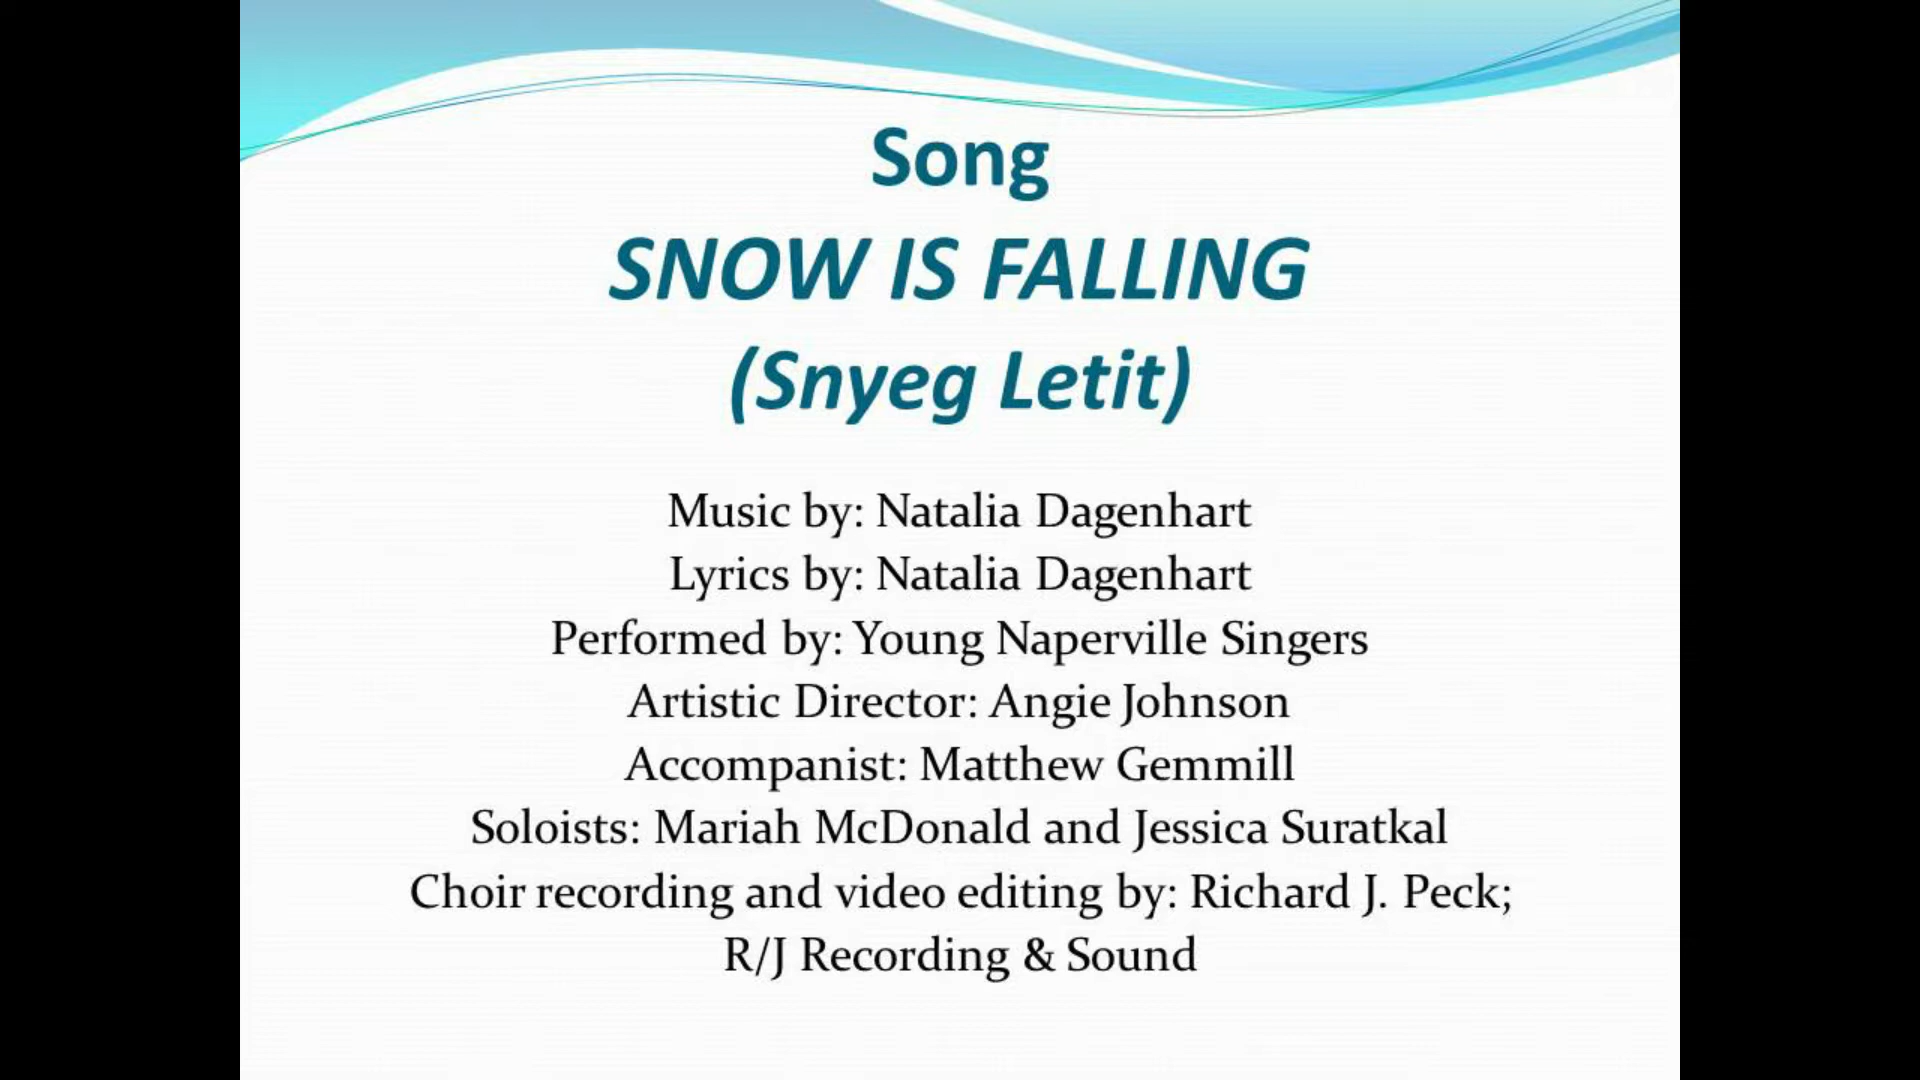 Song
SNOW IS FALLING
(Snyeg Letit)
Music by: Natalia Dagenhart
Lyrics by: Natalia Dagenhart
Performed by: Young Naperville Singers
Artistic Director: Angie Johnson
Accompanist: Matthew Gemmill
Soloists: Mariah McDonald and Jessica Suratkal
Choir recording and video editing by: Richard J. Peck;
R/J Recording & Sound